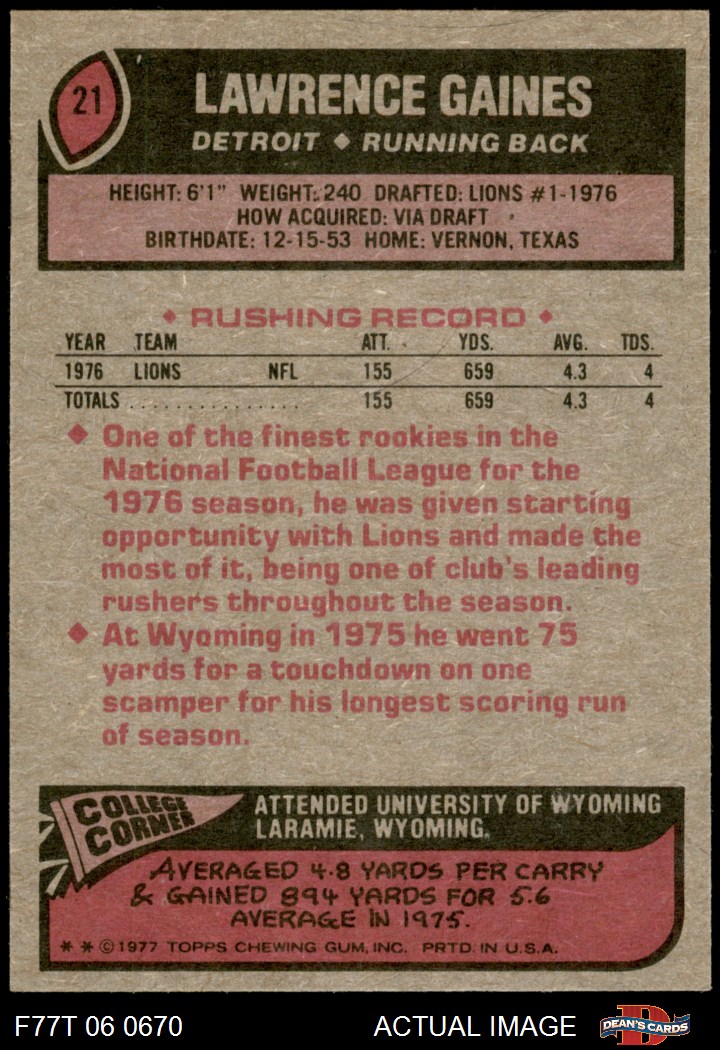 21
LAWRENCE GAINES
DETROIT ◆ RUNNING BACK
HEIGHT: 6'1" WEIGHT: 240 DRAFTED: LIONS #1-1976
HOW ACQUIRED: VIA DRAFT
BIRTHDATE: 12-15-53 HOME: VERNON, TEXAS
◆ RUSHING RECORD ◆
YEAR TEAM ATT. YDS. AVG. TDS.
1976 LIONS NFL 155 659 4.3 4
TOTALS . . . . . . . . . . . . . . . 155 659 4.3 4
◆ One of the finest rookies in the
National Football League for the
1976 season, he was given starting
opportunity with Lions and made the
most of it, being one of club's leading
rushers throughout the season.
◆ At Wyoming in 1975 he went 75
yards for a touchdown on one
scamper for his longest scoring run
of season.
COLLEGE
CORNER
ATTENDED UNIVERSITY OF WYOMING
LARAMIE, WYOMING.
AVERAGED 4.8 YARDS PER CARRY
& GAINED 894 YARDS FOR 5.6
AVERAGE IN 1975.
* * © 1977 TOPPS CHEWING GUM, INC. PRTD. IN U.S.A.
F77T 06 0670 ACTUAL IMAGE
D
DEAN'S CARDS